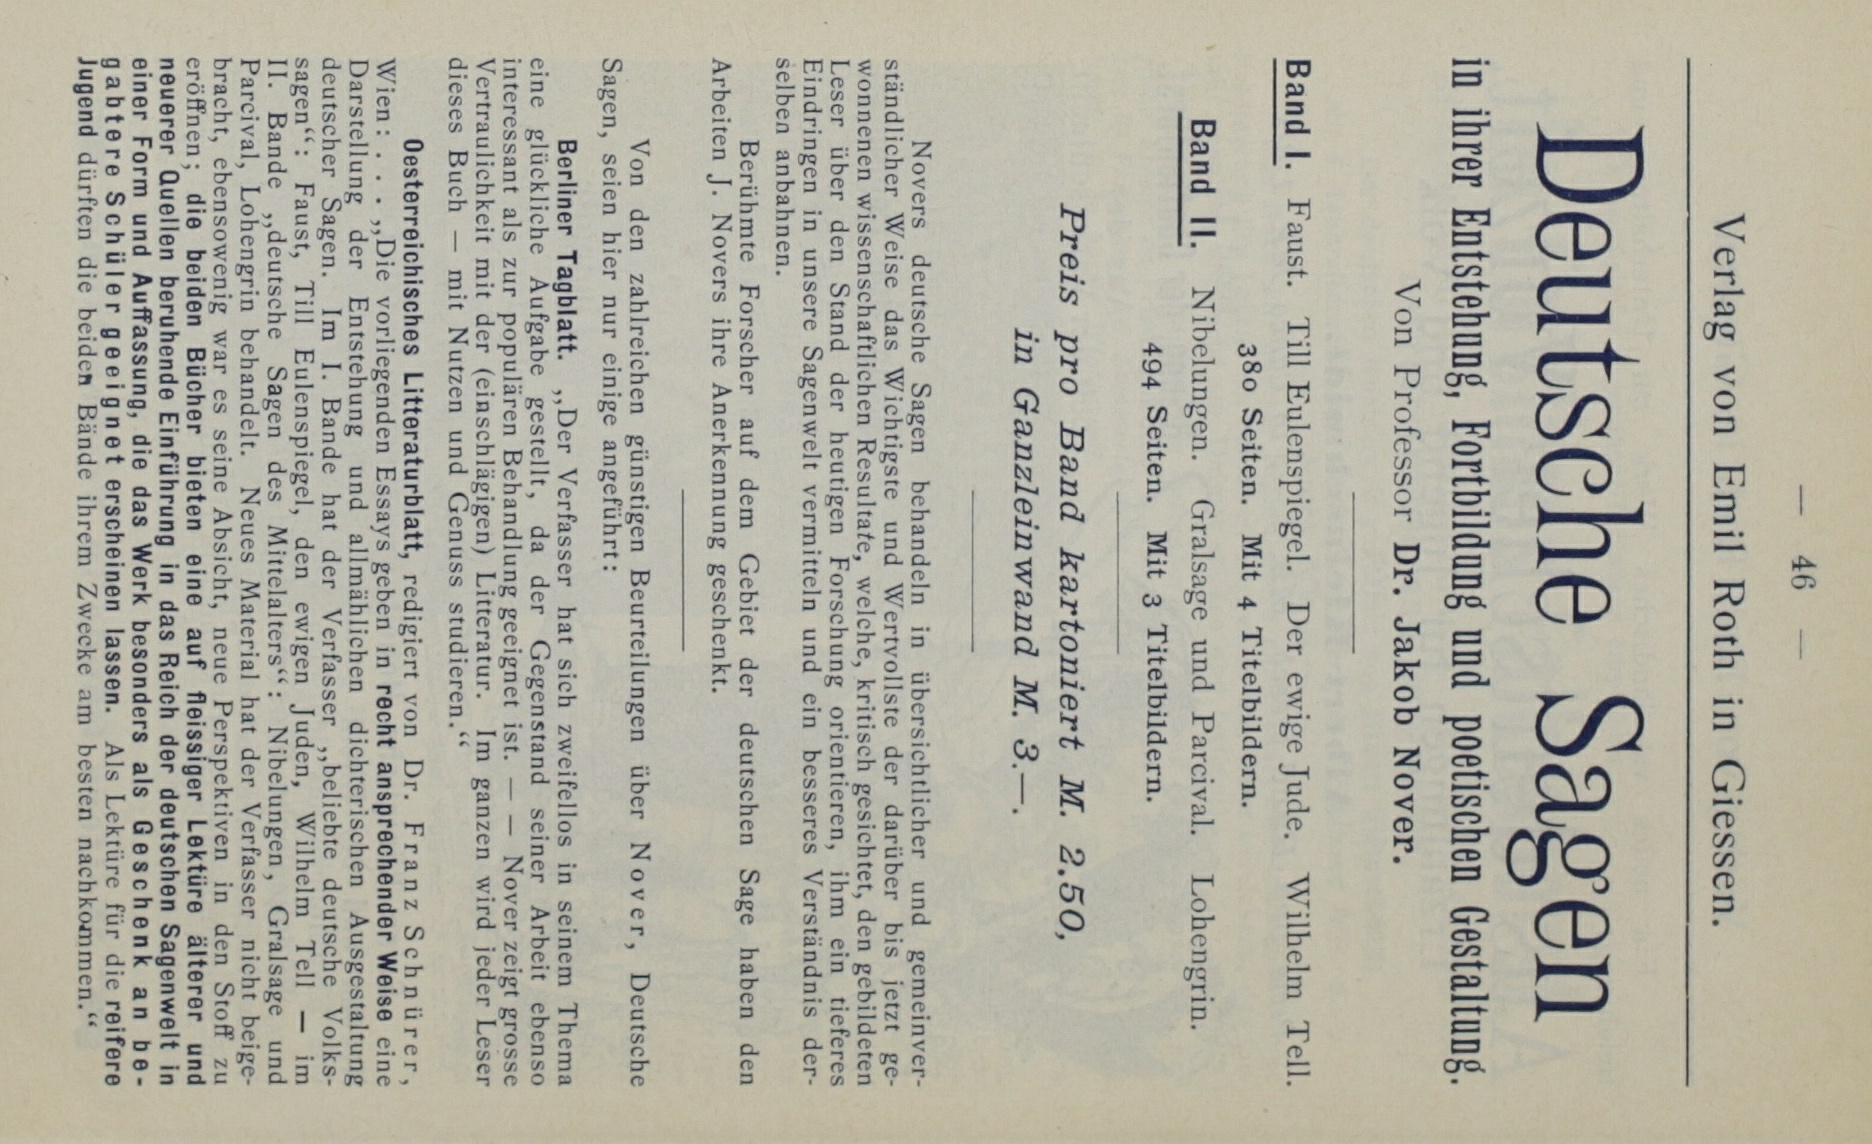 — 46 —
Verlag von Emil Roth in Giessen.
Deutsche Sagen
in ihrer Entstehung, Fortbildung und poetischen Gestaltung.
Von Professor Dr. Jakob Nover.
Band I. Faust. Till Eulenspiegel. Der ewige Jude. Wilhelm Tell.
380 Seiten. Mit 4 Titelbildern.
Band II. Nibelungen. Gralsage und Parcival. Lohengrin.
494 Seiten. Mit 3 Titelbildern.
Preis pro Band kartoniert M. 2.50,
in Ganzleinwand M. 3.—.
Novers deutsche Sagen behandeln in übersichtlicher und gemeinver-
ständlicher Weise das Wichtigste und Wertvollste der darüber bis jetzt ge-
wonnenen wissenschaftlichen Resultate, welche, kritisch gesichtet, den gebildeten
Leser über den Stand der heutigen Forschung orientieren, ihm ein tieferes
Eindringen in unsere Sagenwelt vermitteln und ein besseres Verständnis der-
selben anbahnen.
Berühmte Forscher auf dem Gebiet der deutschen Sage haben den
Arbeiten J. Novers ihre Anerkennung geschenkt.
Von den zahlreichen günstigen Beurteilungen über Nover, Deutsche
Sagen, seien hier nur einige angeführt:
Berliner Tagblatt. „Der Verfasser hat sich zweifellos in seinem Thema
eine glückliche Aufgabe gestellt, da der Gegenstand seiner Arbeit ebenso
interessant als zur populären Behandlung geeignet ist. — — Nover zeigt grosse
Vertraulichkeit mit der (einschlägigen) Litteratur. Im ganzen wird jeder Leser
dieses Buch — mit Nutzen und Genuss studieren.“
Oesterreichisches Litteraturblatt, redigiert von Dr. Franz Schnürer,
Wien: . . . „Die vorliegenden Essays geben in recht ansprechender Weise eine
Darstellung der Entstehung und allmählichen dichterischen Ausgestaltung
deutscher Sagen. Im I. Bande hat der Verfasser „beliebte deutsche Volks-
sagen“: Faust, Till Eulenspiegel, den ewigen Juden, Wilhelm Tell — im
II. Bande „deutsche Sagen des Mittelalters“: Nibelungen, Gralsage und
Parcival, Lohengrin behandelt. Neues Material hat der Verfasser nicht beige-
bracht, ebensowenig war es seine Absicht, neue Perspektiven in den Stoff zu
eröffnen; die beiden Bücher bieten eine auf fleissiger Lektüre älterer und
neuerer Quellen beruhende Einführung in das Reich der deutschen Sagenwelt in
einer Form und Auffassung, die das Werk besonders als Geschenk an be-
gabtere Schüler geeignet erscheinen lassen. Als Lektüre für die reifere
Jugend dürften die beiden Bände ihrem Zwecke am besten nachkommen.“